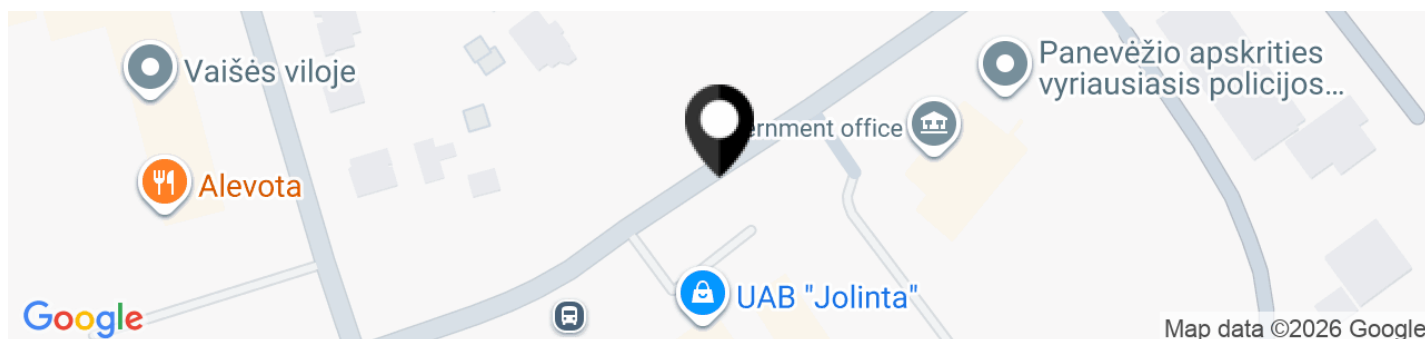 Vaišės viloje
Panevėžio apskrities
vyriausiasis policijos...
ernment office
Alevota
UAB "Jolinta"
Google
Map data ©2026 Google